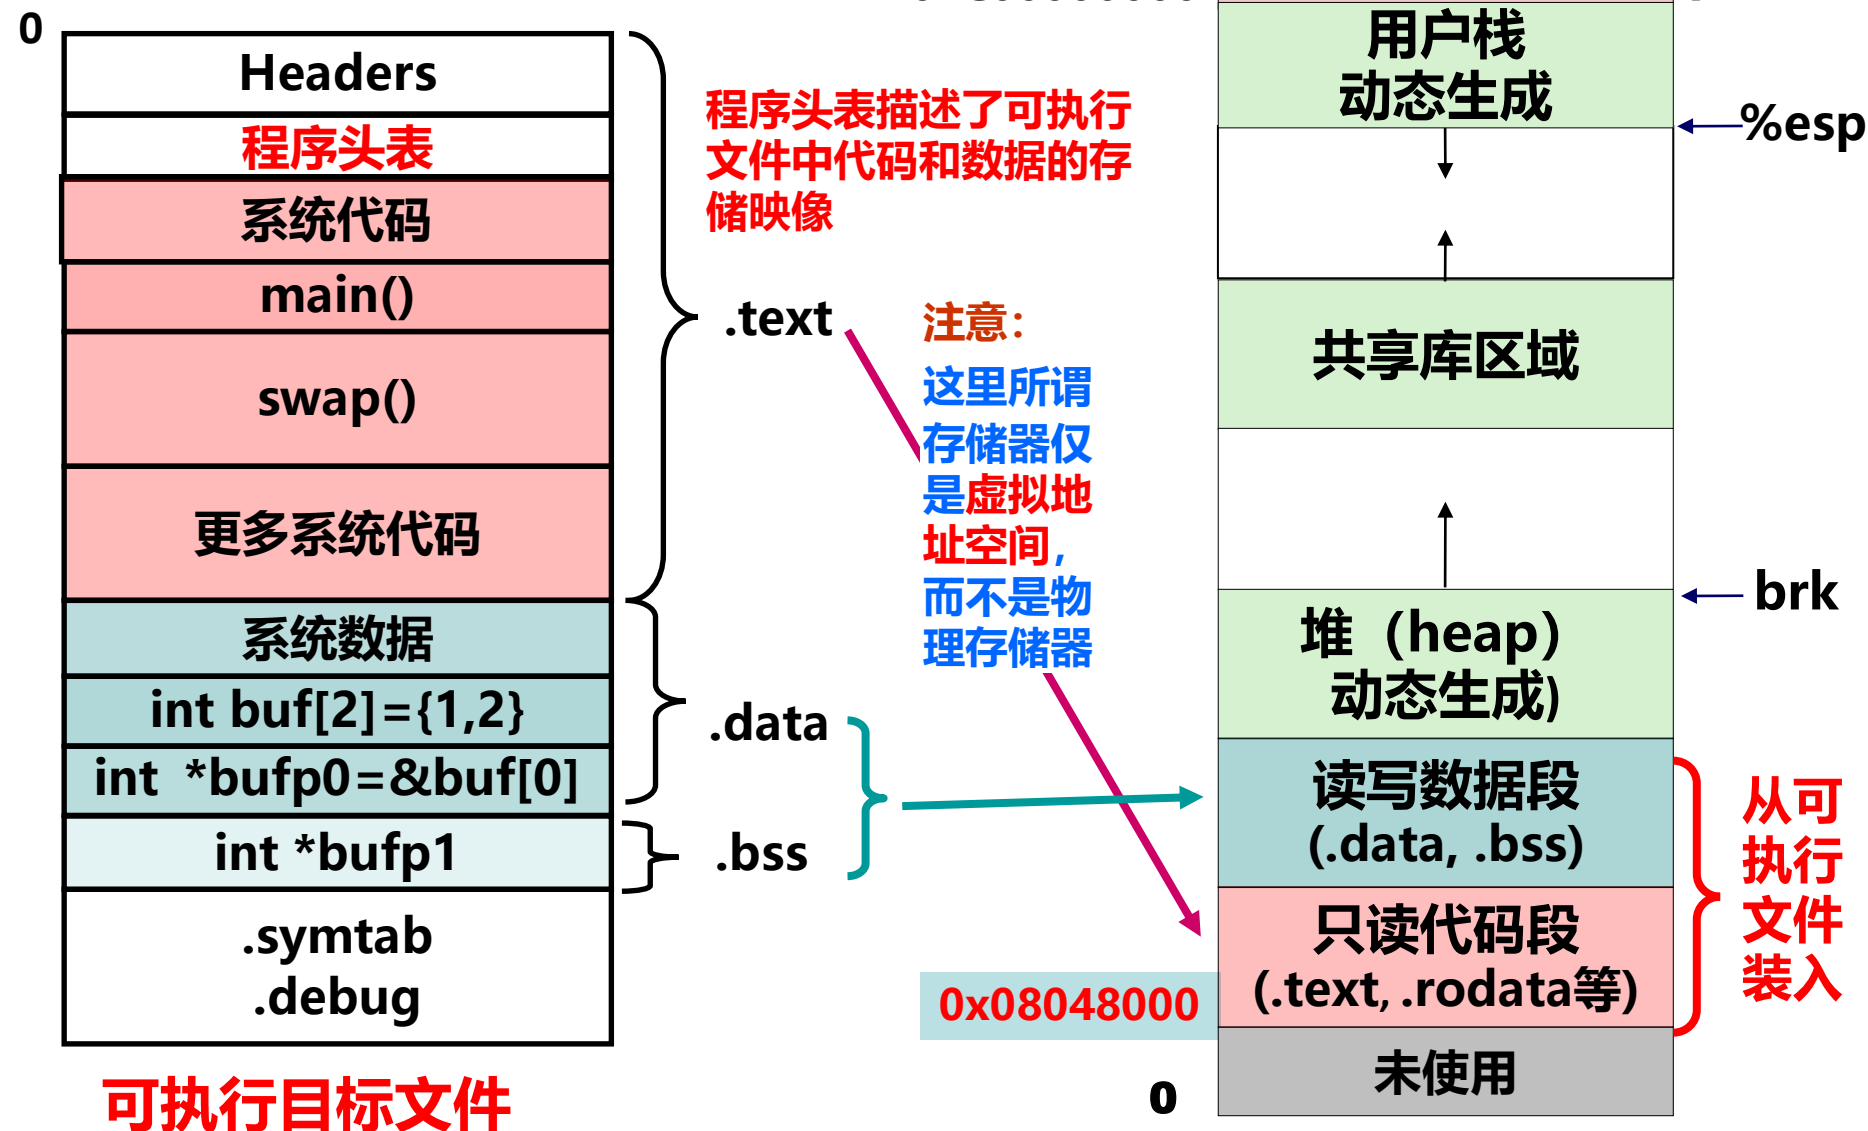 0
Headers
程序头表
系统代码
main()
swap()
更多系统代码
系统数据
int buf[2]={1,2}
int *bufp0=&buf[0]
int *bufp1
.symtab
.debug
可执行目标文件
程序头表描述了可执行
文件中代码和数据的存
储映像
.text
.data
.bss
注意：
这里所谓
存储器仅
是虚拟地
址空间，
而不是物
理存储器
用户栈
动态生成
%esp
共享库区域
brk
堆（heap）
动态生成)
读写数据段
(.data, .bss)
只读代码段
(.text, .rodata等)
0x08048000
未使用
0
从可
执行
文件
装入